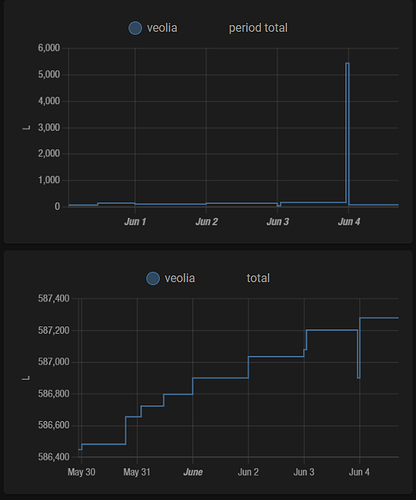 veolia period total
6,000
5,000
4,000
3,000
2,000
1,000
0
L
Jun 1 Jun 2 Jun 3 Jun 4
veolia total
587,400
587,200
587,000
586,800
586,600
586,400
L
May 30 May 31 June Jun 2 Jun 3 Jun 4